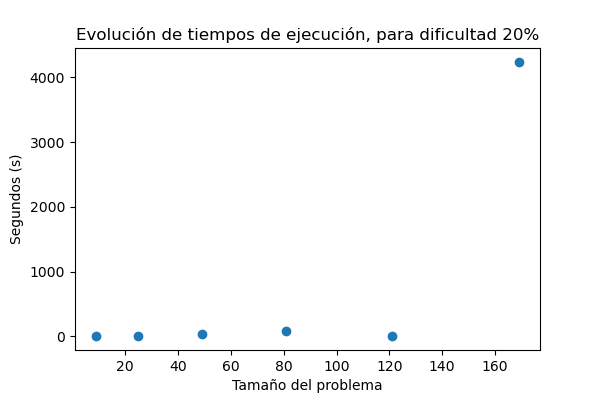 Evolución de tiempos de ejecución, para dificultad 20%
4000
3000
2000
1000
0
Segundos (s)
20 40 60 80 100 120 140 160
Tamaño del problema